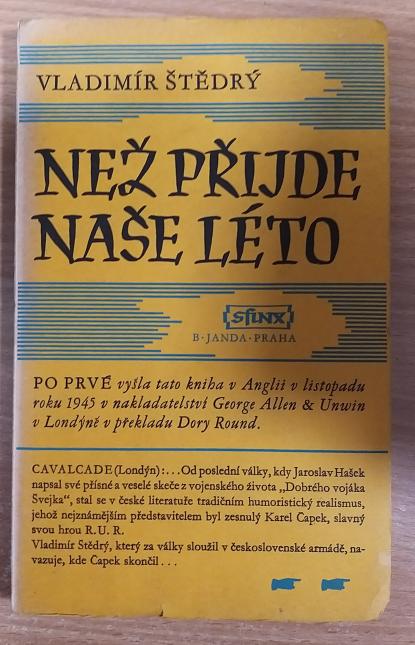 VLADIMÍR ŠTĚDRÝ
NEŽ PŘIJDE
NAŠE LÉTO
SFINX
B·JANDA·PRAHA
PO PRVÉ vyšla tato kniha v Anglii v listopadu
roku 1945 v nakladatelství George Allen & Unwin
v Londýně v překladu Dory Round.
CAVALCADE (Londýn):...Od poslední války, kdy Jaroslav Hašek
napsal své přísné a veselé skeče z vojenského života „Dobrého vojáka
Švejka“, stal se v české literatuře tradičním humoristický realismus,
jehož nejznámějším představitelem byl zesnulý Karel Čapek, slavný
svou hrou R. U. R.
Vladimír Štědrý, který za války sloužil v československé armádě, na-
vazuje, kde Čapek skončil...